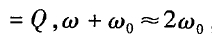 = Q, ω + ω₀ ≈ 2ω₀,